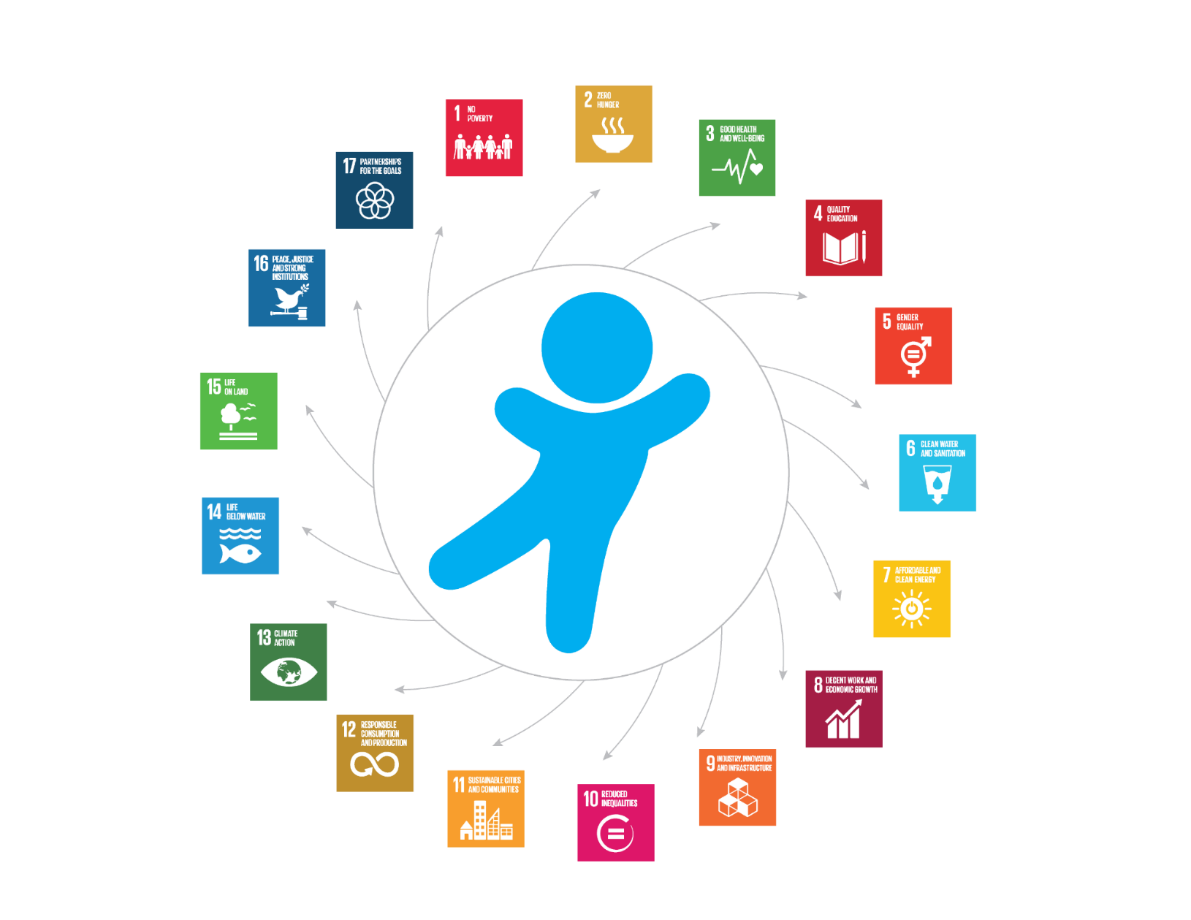 1 NO
POVERTY
2 ZERO
HUNGER
3 GOOD HEALTH
AND WELL-BEING
4 QUALITY
EDUCATION
5 GENDER
EQUALITY
6 CLEAN WATER
AND SANITATION
7 AFFORDABLE AND
CLEAN ENERGY
8 DECENT WORK AND
ECONOMIC GROWTH
9 INDUSTRY, INNOVATION
AND INFRASTRUCTURE
10 REDUCED
INEQUALITIES
11 SUSTAINABLE CITIES
AND COMMUNITIES
12 RESPONSIBLE
CONSUMPTION
AND PRODUCTION
13 CLIMATE
ACTION
14 LIFE
BELOW WATER
15 LIFE
ON LAND
16 PEACE, JUSTICE
AND STRONG
INSTITUTIONS
17 PARTNERSHIPS
FOR THE GOALS